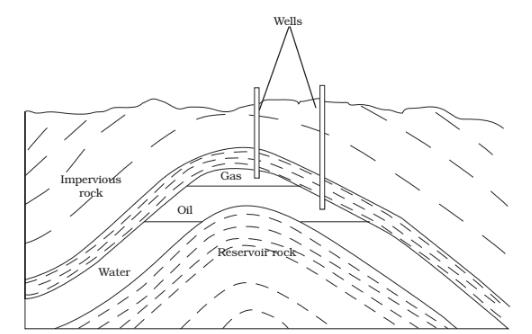 Wells
Gas
Impervious
rock
Oil
Reservoir rock
Water